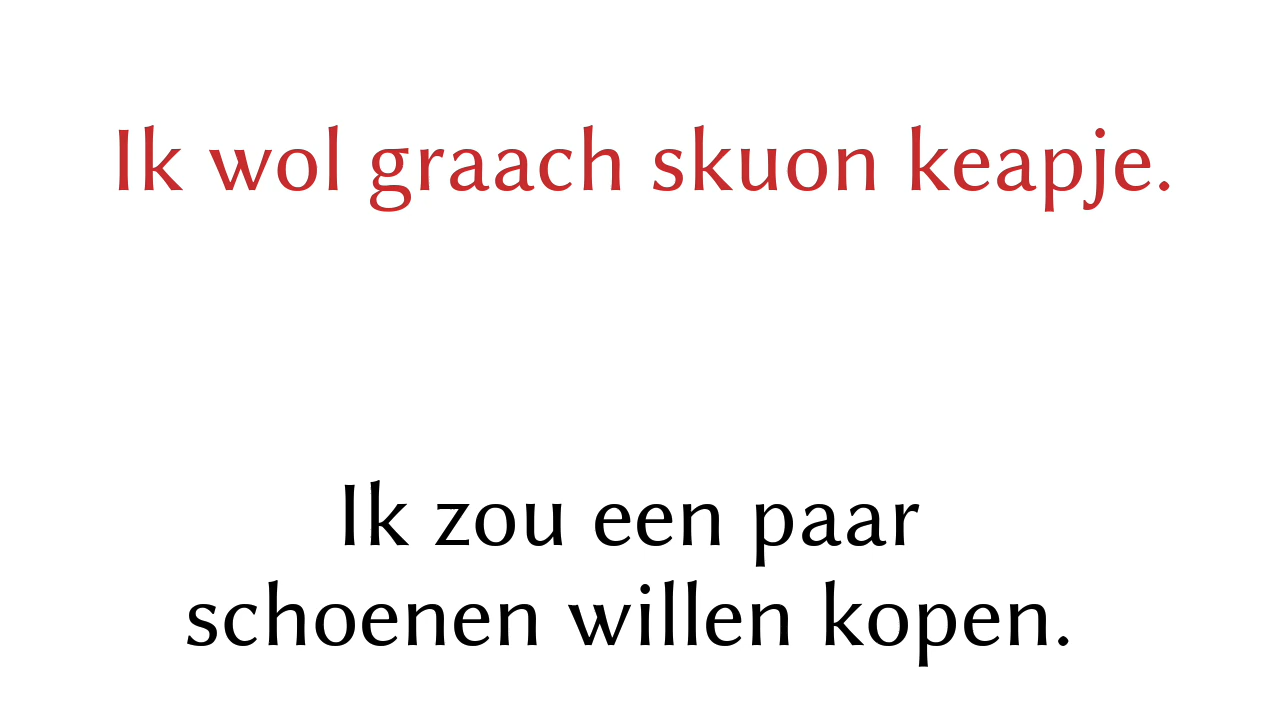 Ik wol graach skuon keapje.
Ik zou een paar
schoenen willen kopen.